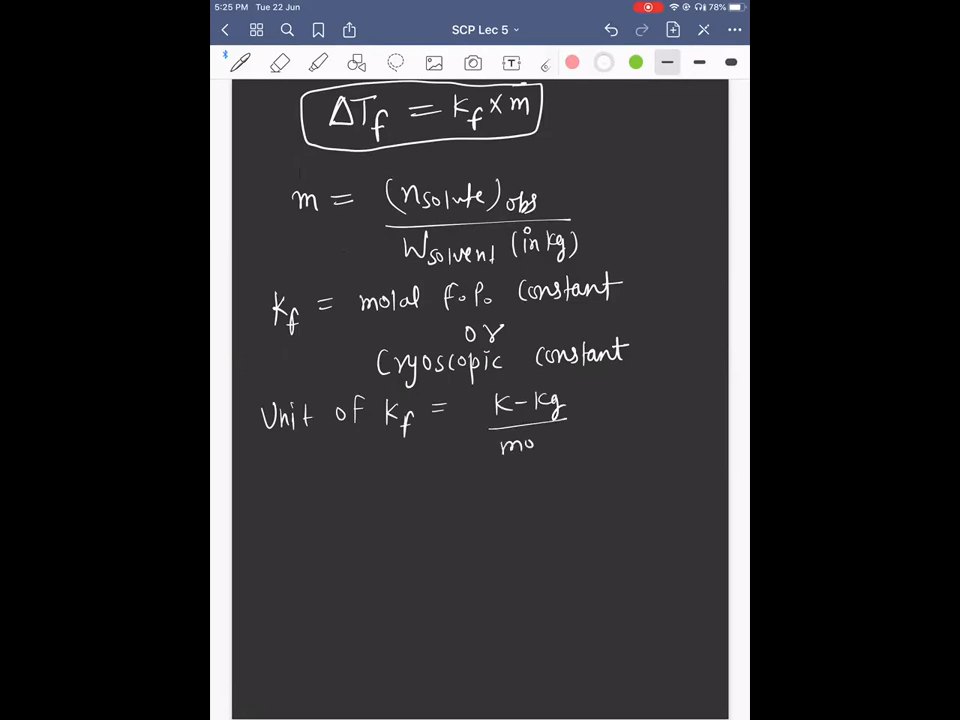 5:25 PM Tue 22 Jun 78%
SCP Lec 5
T
ΔTf = Kf × m
m = (nsolute)obs
Wsolvent (in kg)
Kf = molal f.p. constant
or
Cryoscopic constant
Unit of Kf = K-kg
mo